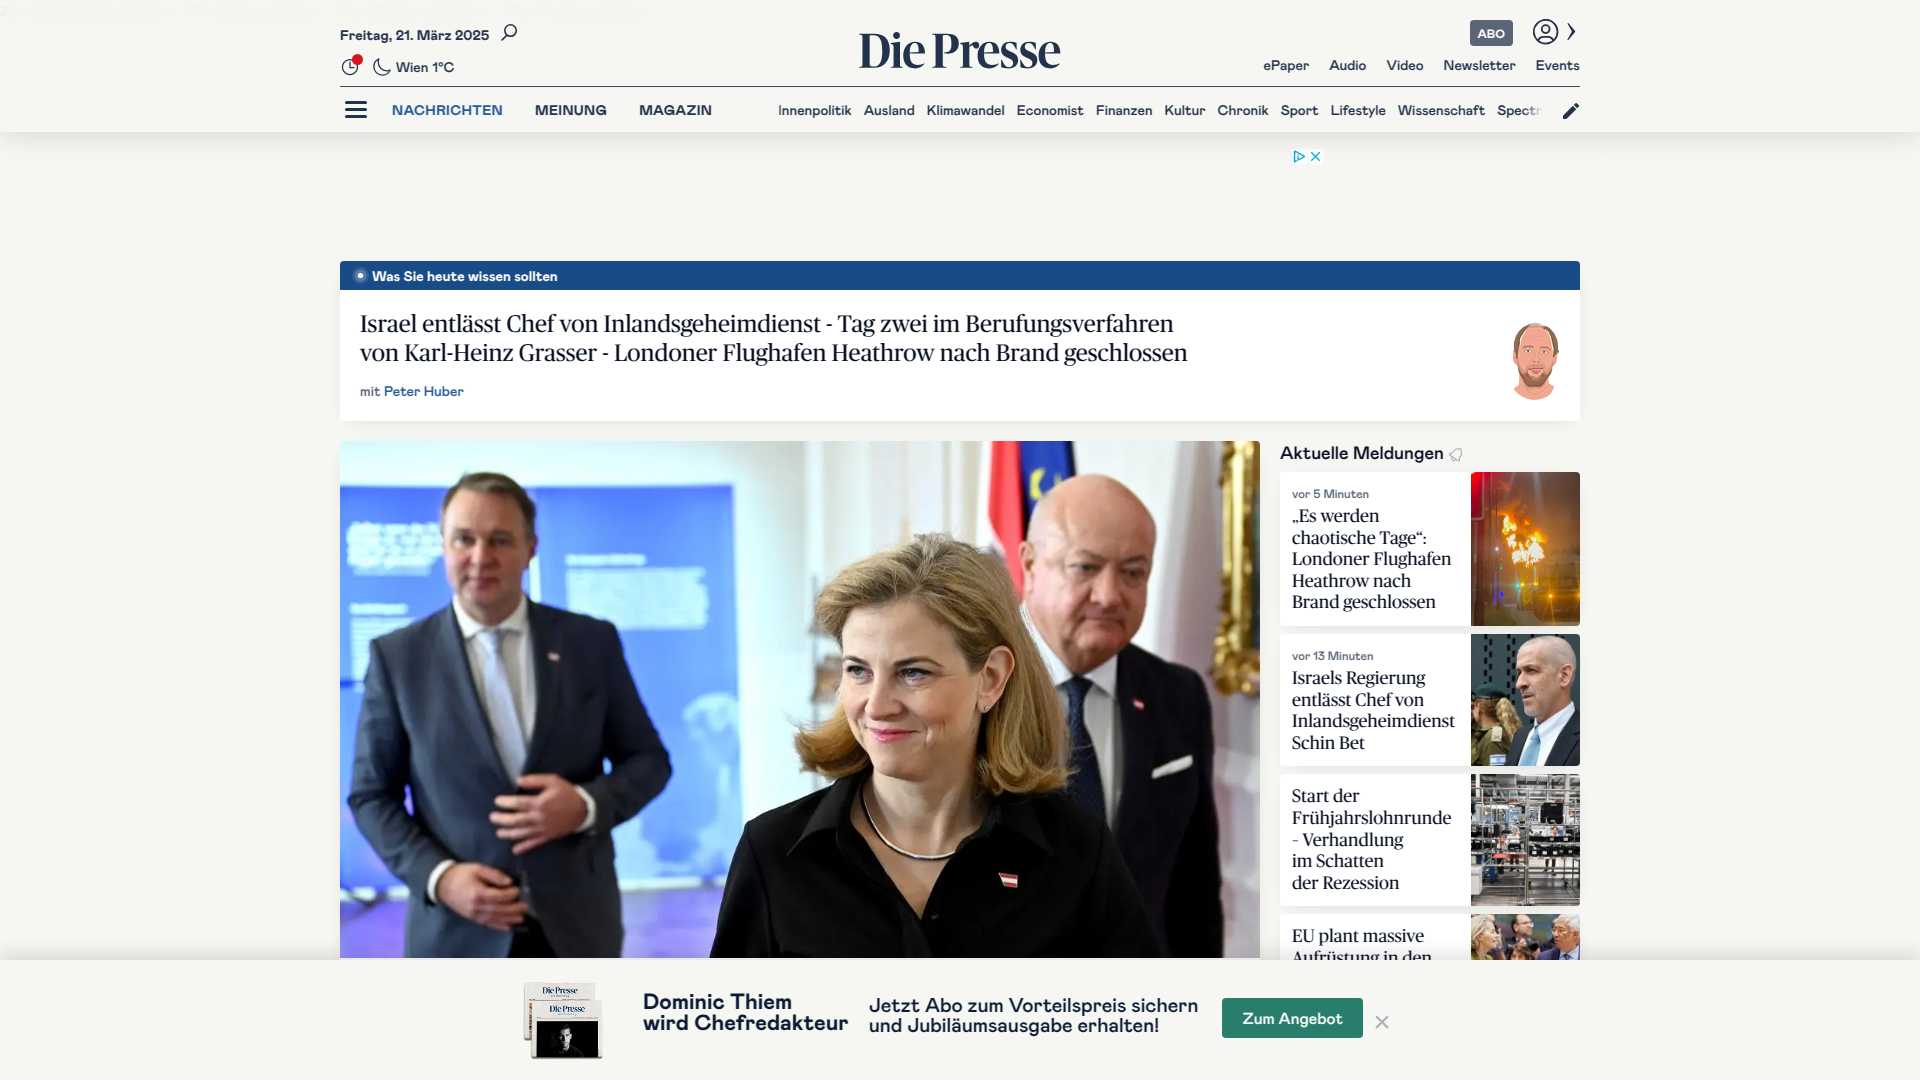 Freitag, 21. März 2025
Wien 1°C
Die Presse
ABO
ePaper Audio Video Newsletter Events
NACHRICHTEN MEINUNG MAGAZIN
Innenpolitik Ausland Klimawandel Economist Finanzen Kultur Chronik Sport Lifestyle Wissenschaft
Was Sie heute wissen sollten
Israel entlässt Chef von Inlandsgeheimdienst - Tag zwei im Berufungsverfahren
von Karl-Heinz Grasser - Londoner Flughafen Heathrow nach Brand geschlossen
mit Peter Huber
Aktuelle Meldungen
vor 5 Minuten
„Es werden
chaotische Tage“:
Londoner Flughafen
Heathrow nach
Brand geschlossen
vor 13 Minuten
Israels Regierung
entlässt Chef von
Inlandsgeheimdienst
Schin Bet
Start der
Frühjahrslohnrunde
– Verhandlung
im Schatten
der Rezession
EU plant massive
Aufrüstung in den
Die Presse
Die Presse
Dominic Thiem
wird Chefredakteur
Jetzt Abo zum Vorteilspreis sichern
und Jubiläumsausgabe erhalten!
Zum Angebot